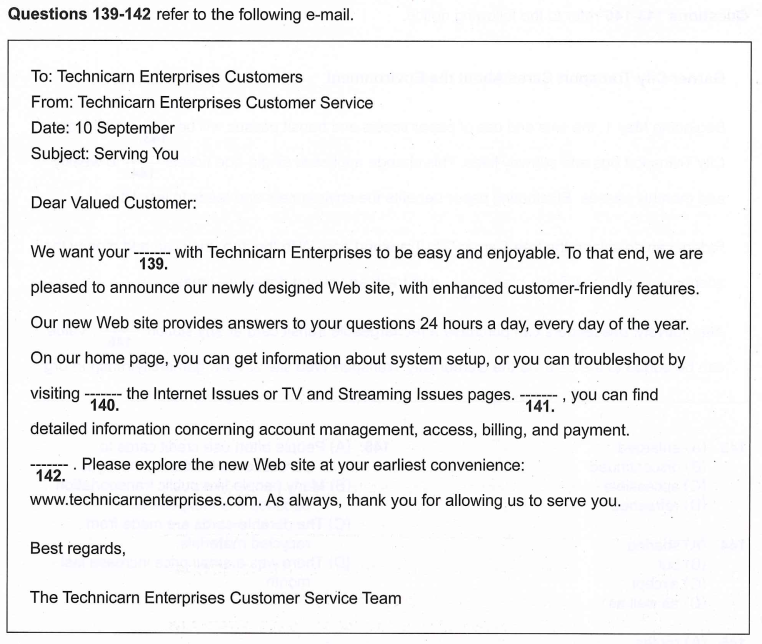 Questions 139-142 refer to the following e-mail.
To: Technicarn Enterprises Customers
From: Technicarn Enterprises Customer Service
Date: 10 September
Subject: Serving You
Dear Valued Customer:
We want your ------- with Technicarn Enterprises to be easy and enjoyable. To that end, we are
139.
pleased to announce our newly designed Web site, with enhanced customer-friendly features.
Our new Web site provides answers to your questions 24 hours a day, every day of the year.
On our home page, you can get information about system setup, or you can troubleshoot by
visiting ------- the Internet Issues or TV and Streaming Issues pages. ------- , you can find
140. 141.
detailed information concerning account management, access, billing, and payment.
------- . Please explore the new Web site at your earliest convenience:
142.
www.technicarnenterprises.com. As always, thank you for allowing us to serve you.
Best regards,
The Technicarn Enterprises Customer Service Team